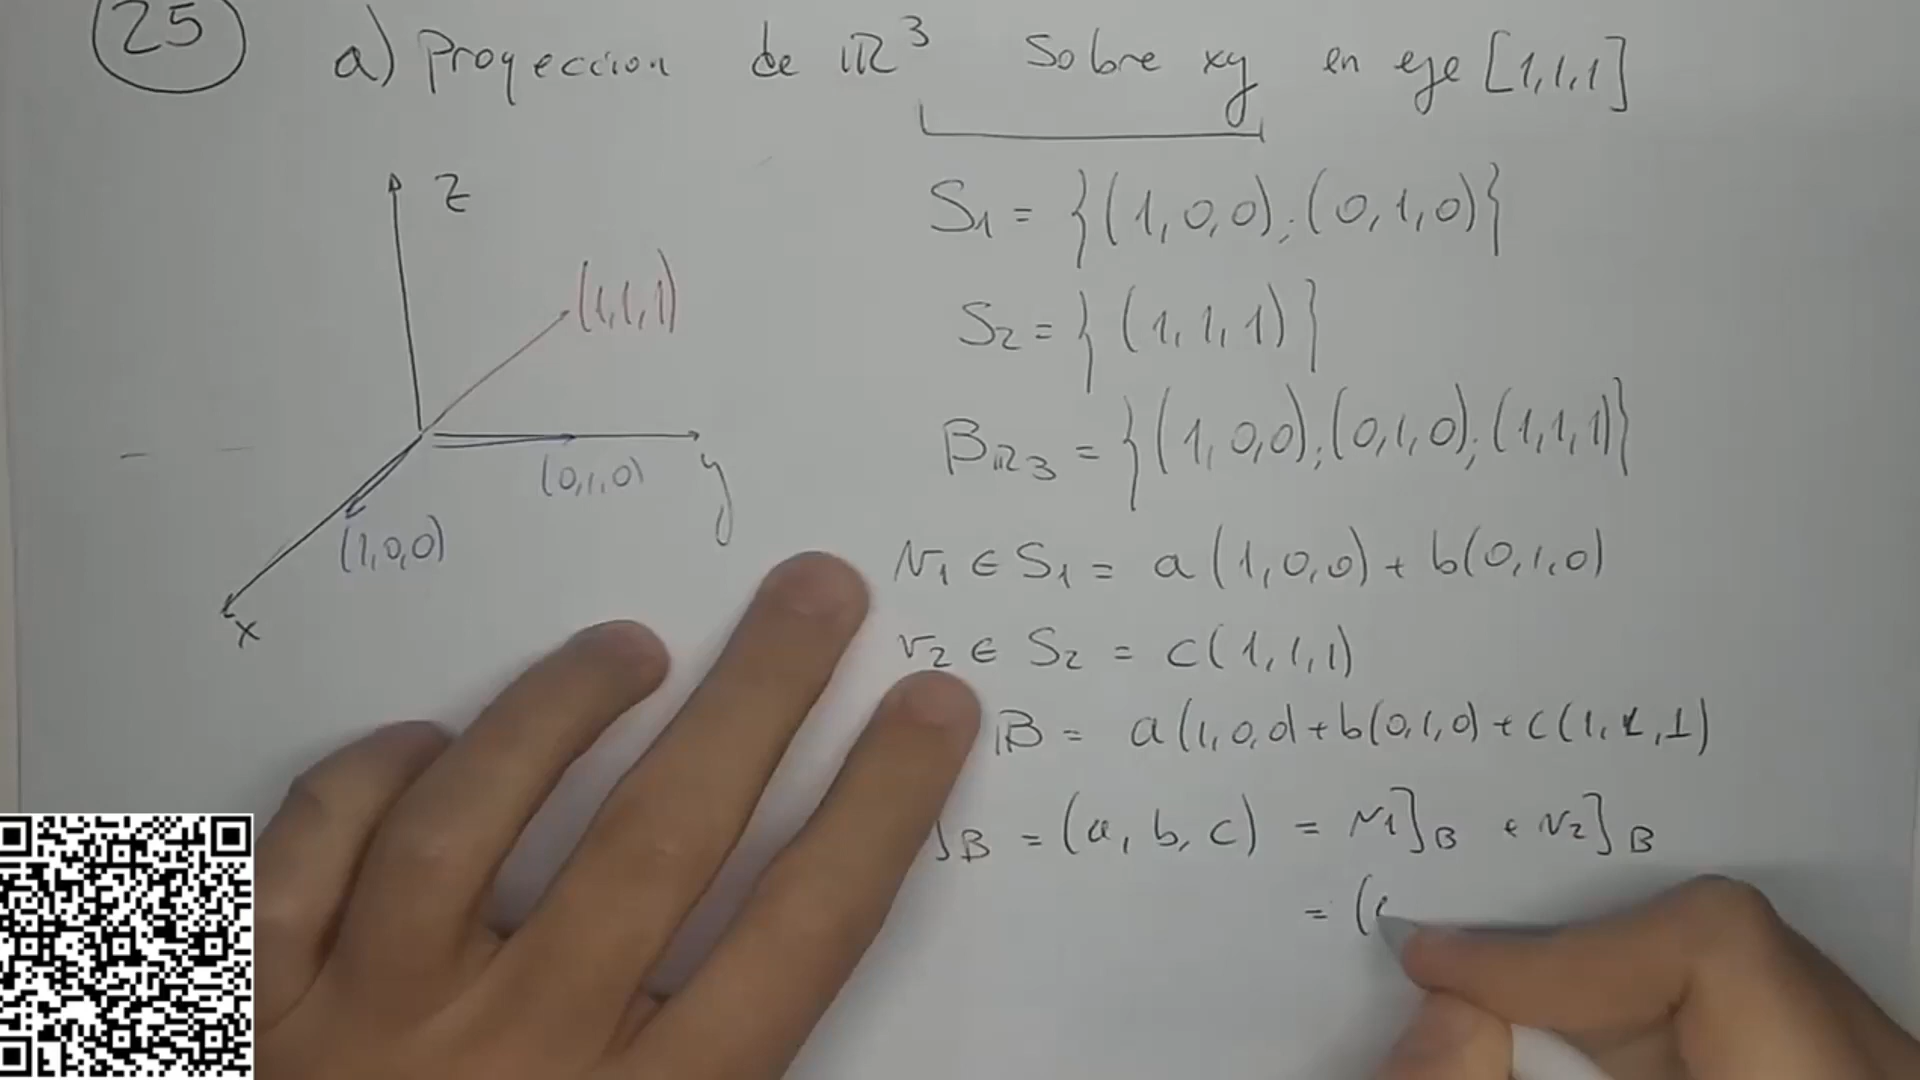 25 a) Proyeccion de IR³ Sobre xy en eje [1,1,1]
z
(1,1,1)
(0,1,0)
y
(1,0,0)
x
S1 = {(1,0,0);(0,1,0)}
S2 = {(1,1,1)}
BIR3 = {(1,0,0);(0,1,0);(1,1,1)}
v1 ∈ S1 = a(1,0,0) + b(0,1,0)
v2 ∈ S2 = c(1,1,1)
B = a(1,0,0)+b(0,1,0)+c(1,1,1)
]B = (a, b, c) = v1]B + v2]B
= (